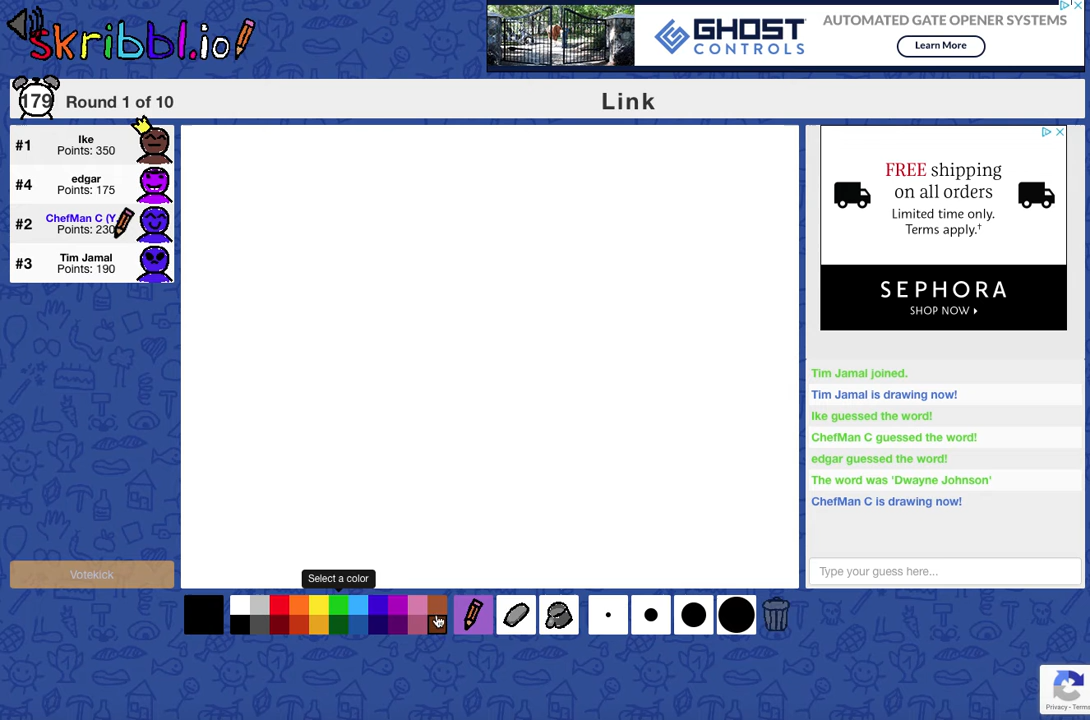 skribbl.io
GHOST
CONTROLS
AUTOMATED GATE OPENER SYSTEMS
Learn More
179
Round 1 of 10
Link
#1
Ike
Points: 350
#4
edgar
Points: 175
#2
ChefMan C (Y
Points: 230
#3
Tim Jamal
Points: 190
Votekick
FREE shipping
on all orders
Limited time only.
Terms apply.†
SEPHORA
SHOP NOW
Tim Jamal joined.
Tim Jamal is drawing now!
Ike guessed the word!
ChefMan C guessed the word!
edgar guessed the word!
The word was 'Dwayne Johnson'
ChefMan C is drawing now!
Type your guess here...
Select a color
Privacy - Terms